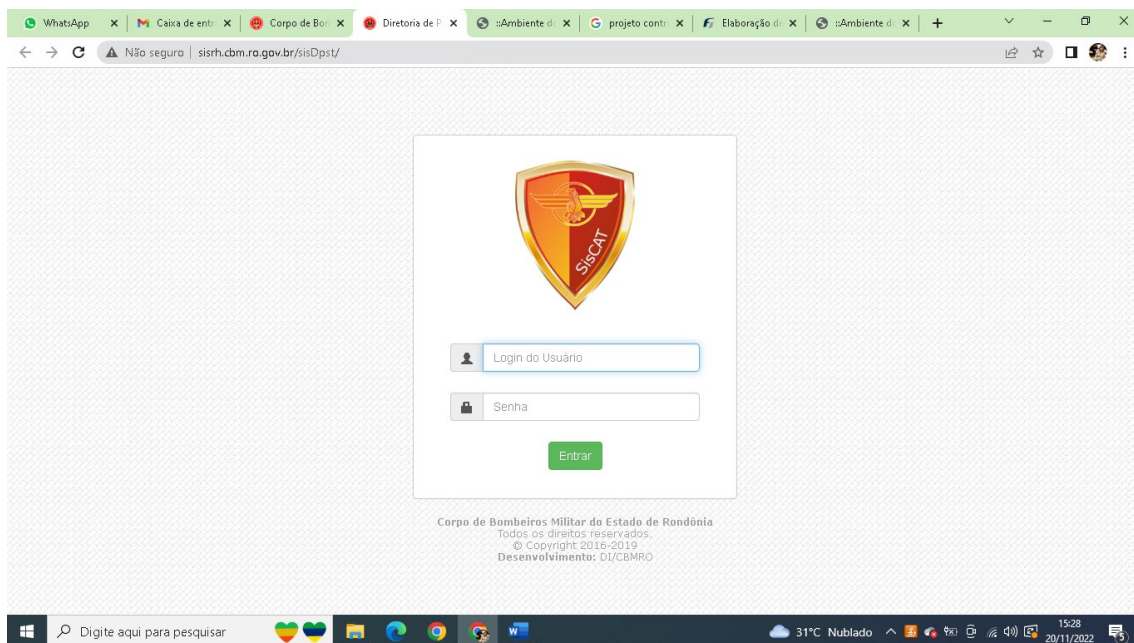 WhatsApp
Caixa de entr
Corpo de Bon
Diretoria de P
::Ambiente d
projeto contr
Elaboração d
::Ambiente d
Não seguro | sisrh.cbm.ro.gov.br/sisDpst/
SisCAT
Login do Usuário
Senha
Entrar
Corpo de Bombeiros Militar do Estado de Rondônia
Todos os direitos reservados.
© Copyright 2016-2019
Desenvolvimento: DI/CBMRO
Digite aqui para pesquisar
31°C Nublado
15:28
20/11/2022